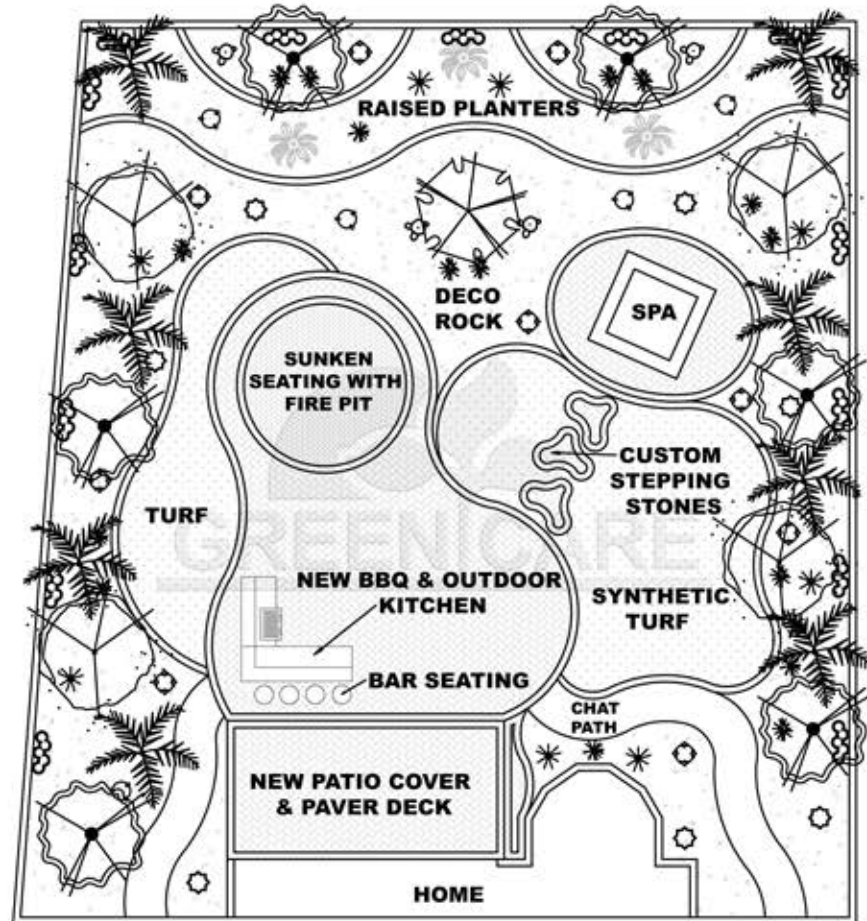 RAISED PLANTERS
DECO
ROCK
SPA
SUNKEN
SEATING WITH
FIRE PIT
CUSTOM
STEPPING
STONES
TURF
GREENICARE
NEW BBQ & OUTDOOR
KITCHEN
SYNTHETIC
TURF
BAR SEATING
CHAT
PATH
NEW PATIO COVER
& PAVER DECK
HOME